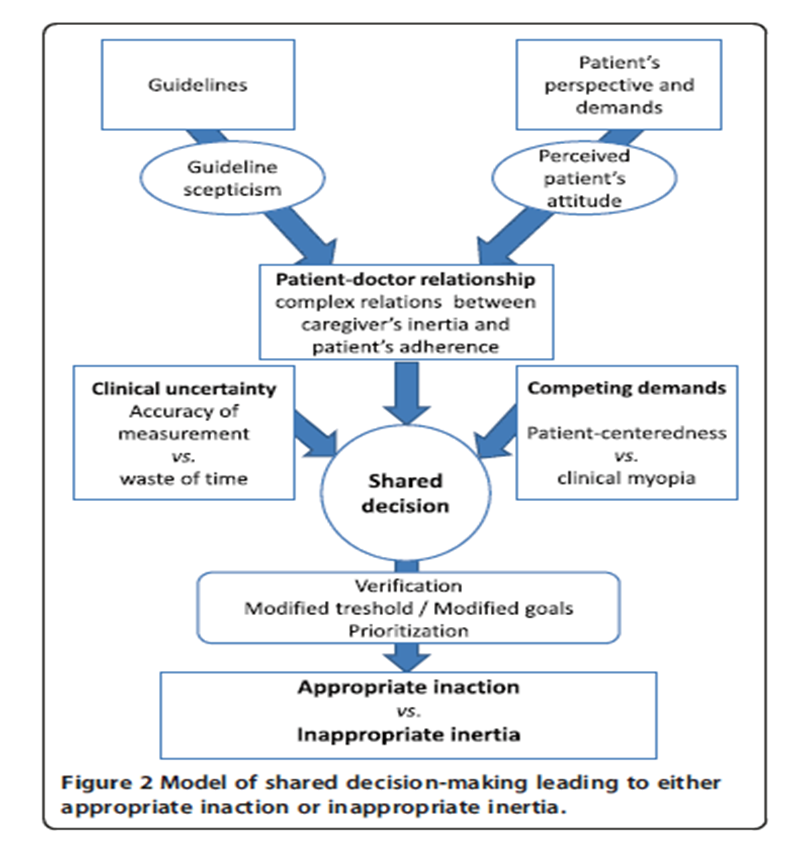 Guidelines
Patient's
perspective and
demands
Guideline
scepticism
Perceived
patient's
attitude
Patient-doctor relationship
complex relations between
caregiver's inertia and
patient's adherence
Clinical uncertainty
Accuracy of
measurement
vs.
waste of time
Competing demands
Patient-centeredness
vs.
clinical myopia
Shared
decision
Verification
Modified treshold / Modified goals
Prioritization
Appropriate inaction
vs.
Inappropriate inertia
Figure 2 Model of shared decision-making leading to either
appropriate inaction or inappropriate inertia.